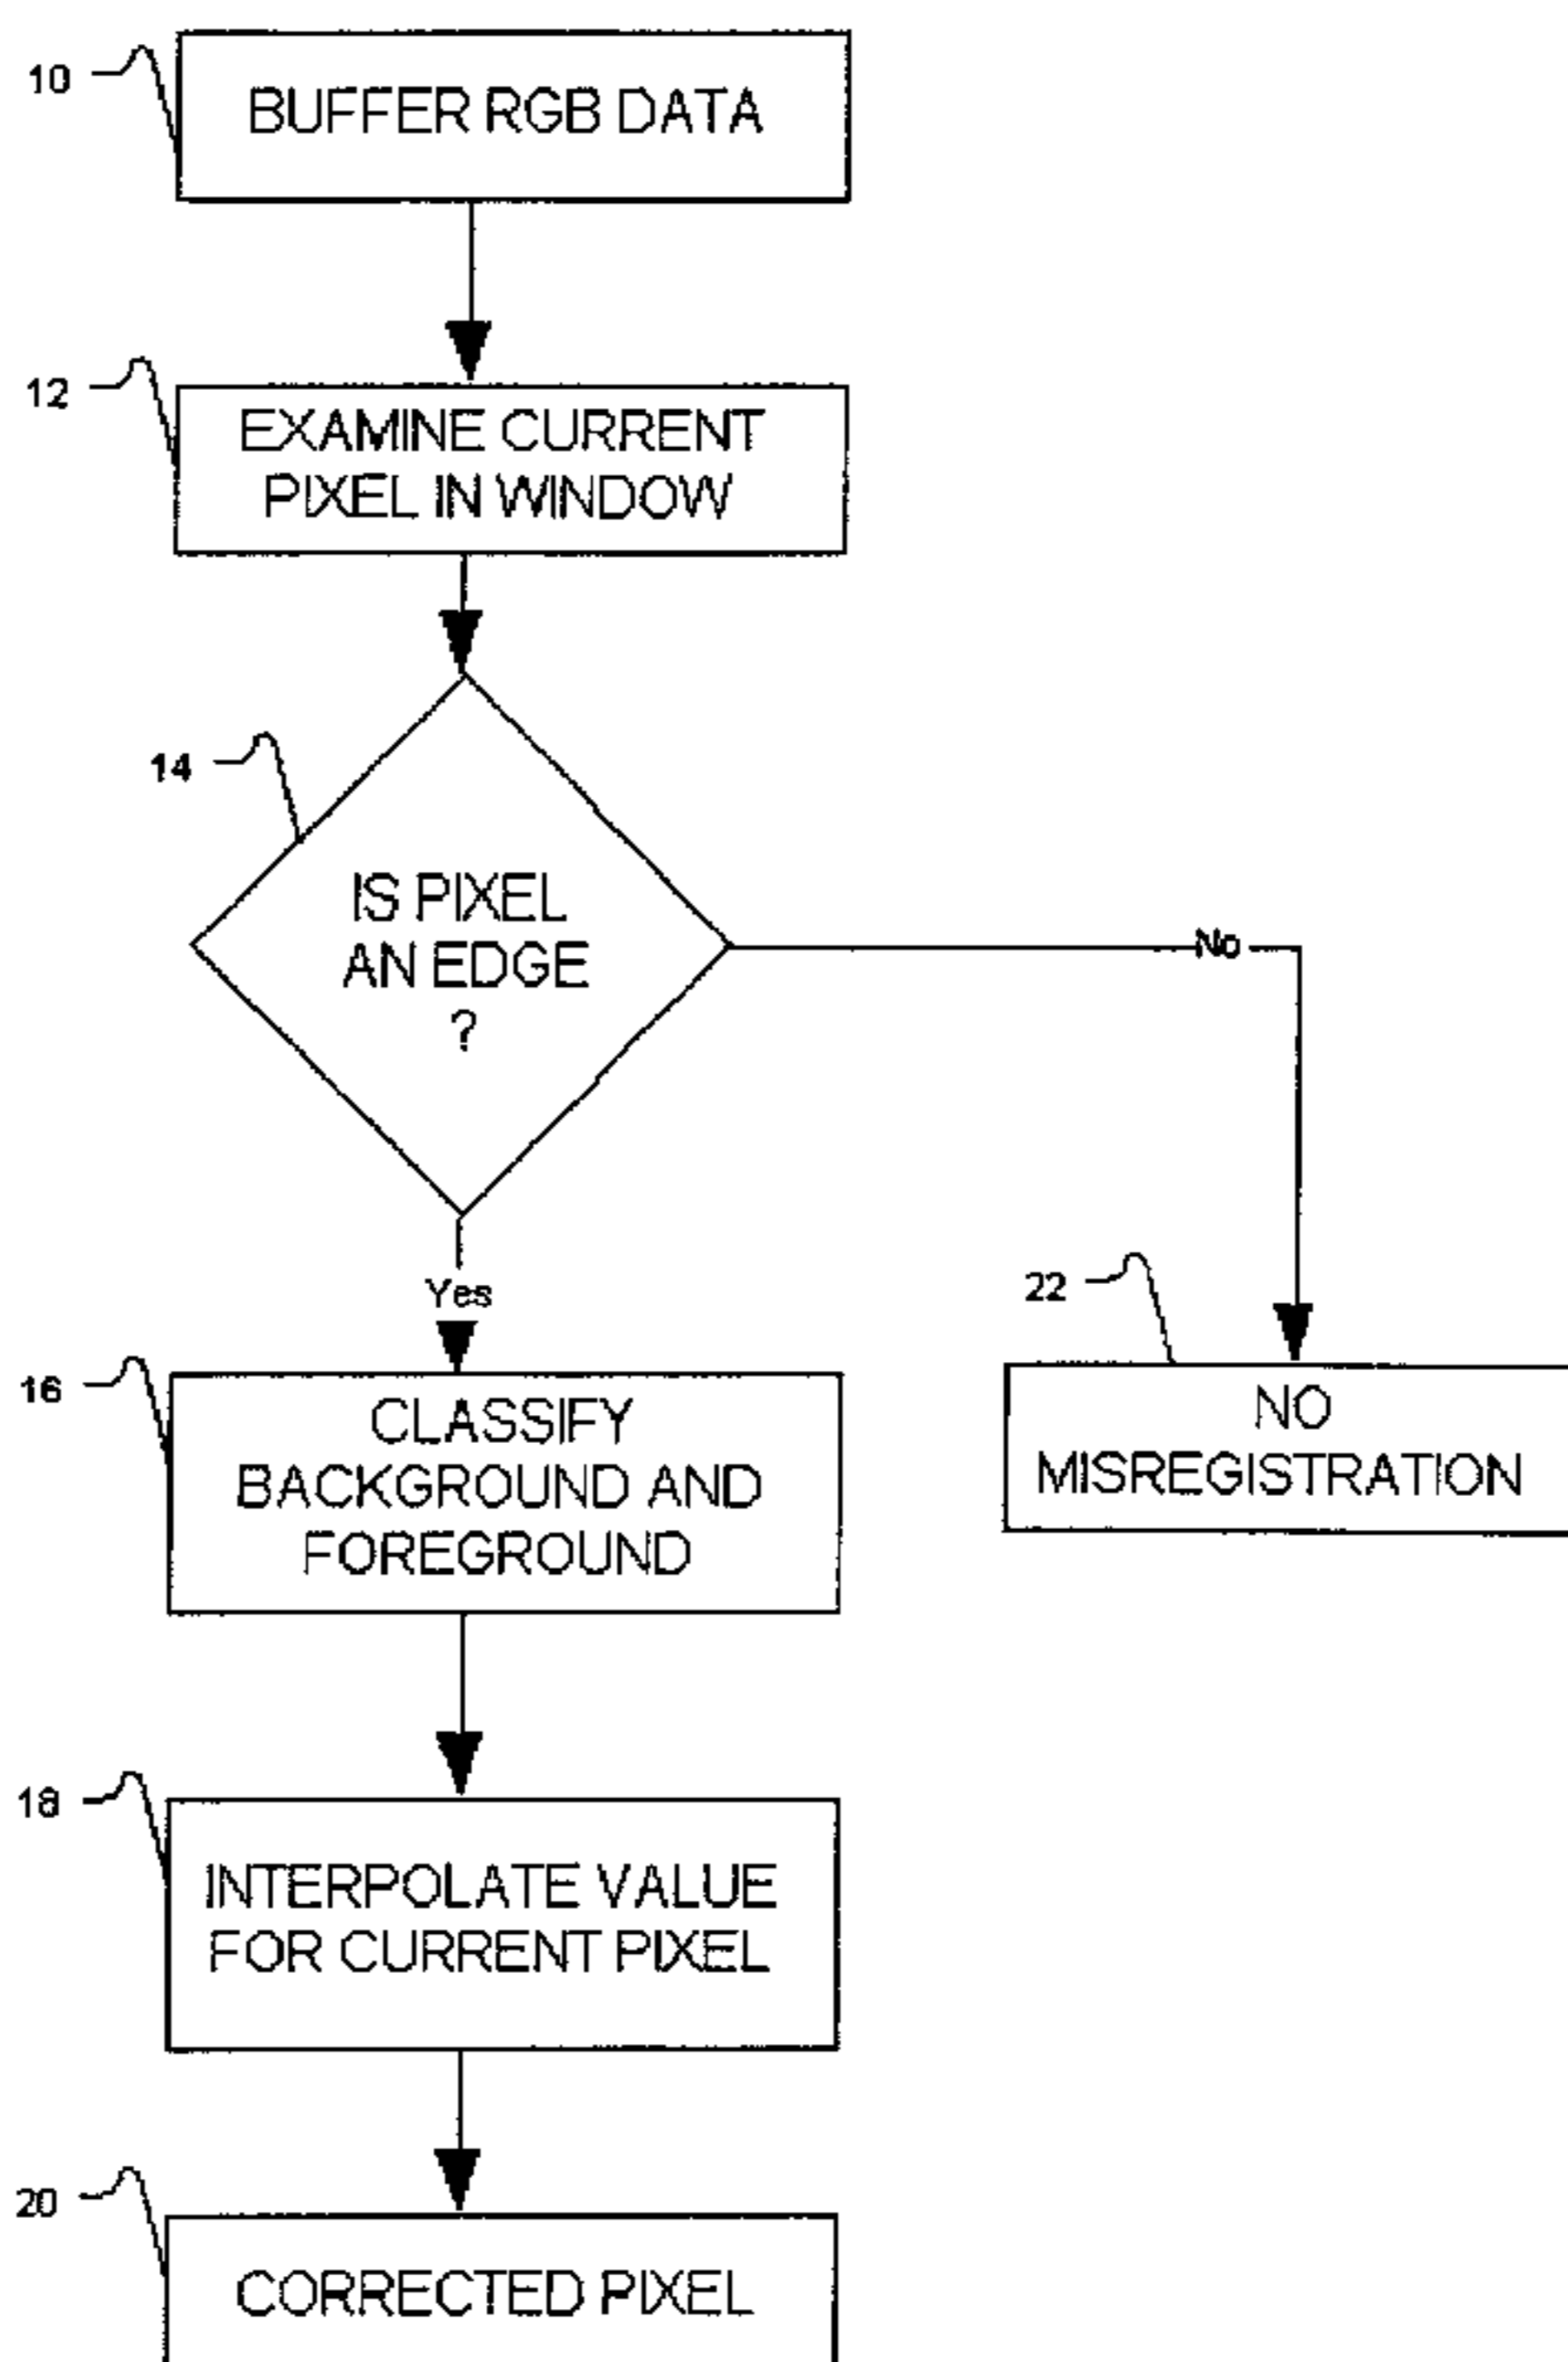 10
BUFFER RGB DATA
12
EXAMINE CURRENT
PIXEL IN WINDOW
14
IS PIXEL
AN EDGE
?
No
Yes
22
NO
MISREGISTRATION
16
CLASSIFY
BACKGROUND AND
FOREGROUND
18
INTERPOLATE VALUE
FOR CURRENT PIXEL
20
CORRECTED PIXEL